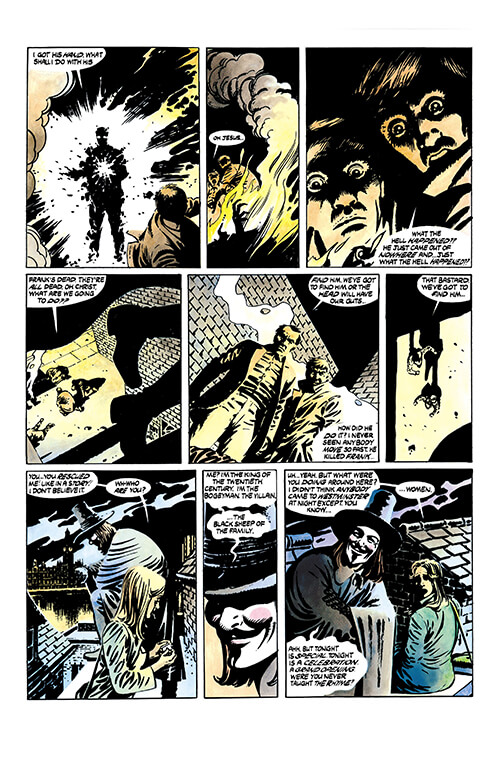 I GOT HIS HAND, WHAT
SHALL I DO WITH HIS
OH JESUS...
WHAT THE
HELL HAPPENED?!
HE JUST CAME OUT OF
NOWHERE AND... JUST
WHAT THE HELL HAPPENED?!
FRANK'S DEAD. THEY'RE
ALL DEAD. OH CHRIST,
WHAT ARE WE GOING
TO DO??
FIND HIM. WE'VE GOT
TO FIND HIM OR THE
HEAD WILL HAVE
OUR GUTS...
HOW DID HE
DO IT? I NEVER
SEEN ANYBODY
MOVE SO FAST. HE
KILLED FRANK...
THAT BASTARD.
WE'VE GOT TO
FIND HIM...
YOU...YOU RESCUED
ME! LIKE IN A STORY!
I DON'T BELIEVE IT.
WH-WHO
ARE YOU?
ME? I'M THE KING OF
THE TWENTIETH
CENTURY. I'M THE
BOGEYMAN. THE VILLAIN.
...THE
BLACK SHEEP OF
THE FAMILY.
UH...YEAH. BUT WHAT WERE
YOU DOING AROUND HERE?
I DIDN'T THINK ANYBODY
CAME TO WESTMINSTER
AT NIGHT EXCEPT, YOU
KNOW...
...WOMEN.
AHH. BUT TONIGHT
IS SPECIAL. TONIGHT
IS A CELEBRATION.
A GRAND OPENING.
WERE YOU NEVER
TAUGHT THE RHYME?